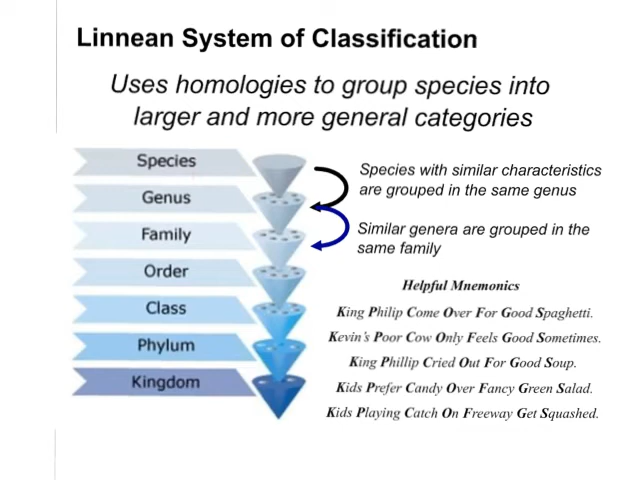 Linnean System of Classification
Uses homologies to group species into
larger and more general categories
Species
Genus
Family
Order
Class
Phylum
Kingdom
Species with similar characteristics
are grouped in the same genus
Similar genera are grouped in the
same family
Helpful Mnemonics
King Philip Come Over For Good Spaghetti.
Kevin's Poor Cow Only Feels Good Sometimes.
King Phillip Cried Out For Good Soup.
Kids Prefer Candy Over Fancy Green Salad.
Kids Playing Catch On Freeway Get Squashed.